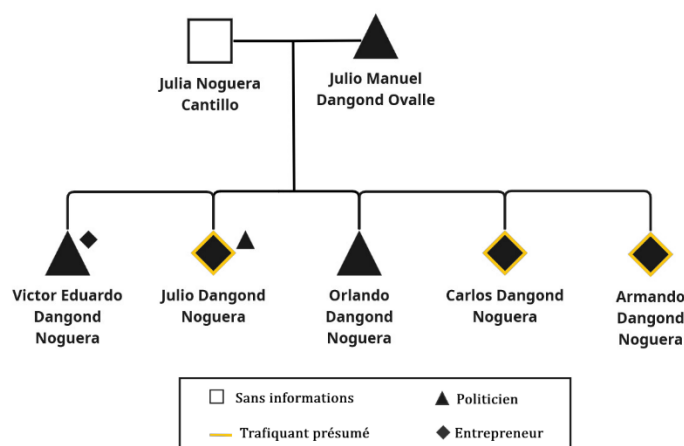 Julia Noguera
Cantillo
Julio Manuel
Dangond Ovalle
Victor Eduardo
Dangond
Noguera
Julio Dangond
Noguera
Orlando
Dangond
Noguera
Carlos Dangond
Noguera
Armando
Dangond
Noguera
Sans informations
Politicien
Trafiquant présumé
Entrepreneur